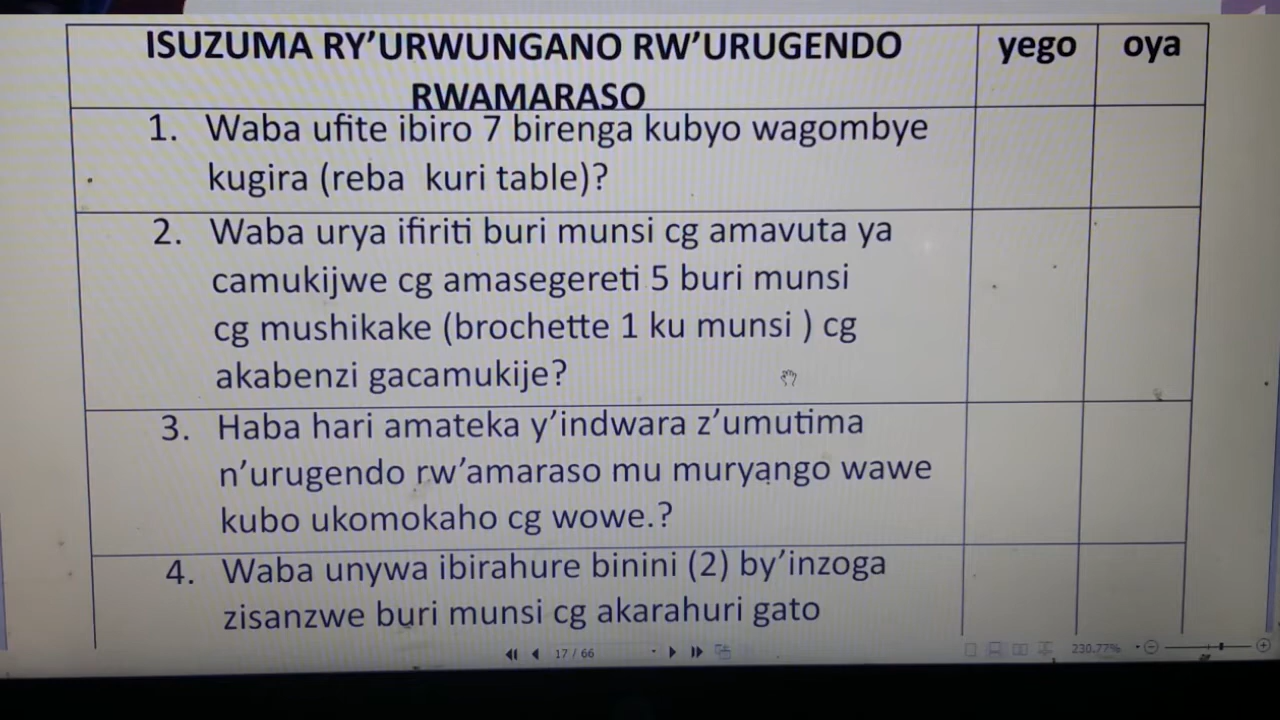 ISUZUMA RY’URWUNGANO RW’URUGENDO
RWAMARASO
yego
oya
1. Waba ufite ibiro 7 birenga kubyo wagombye
kugira (reba kuri table)?
2. Waba urya ifiriti buri munsi cg amavuta ya
camukijwe cg amasegereti 5 buri munsi
cg mushikake (brochette 1 ku munsi ) cg
akabenzi gacamukije?
3. Haba hari amateka y’indwara z’umutima
n’urugendo rw’amaraso mu muryango wawe
kubo ukomokaho cg wowe.?
4. Waba unywa ibirahure binini (2) by’inzoga
zisanzwe buri munsi cg akarahuri gato
17 / 66
230.77%